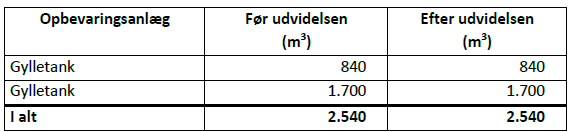 Opbevaringsanlæg Før udvidelsen (m³) Efter udvidelsen (m³)
Gylletank 840 840
Gylletank 1.700 1.700
I alt 2.540 2.540